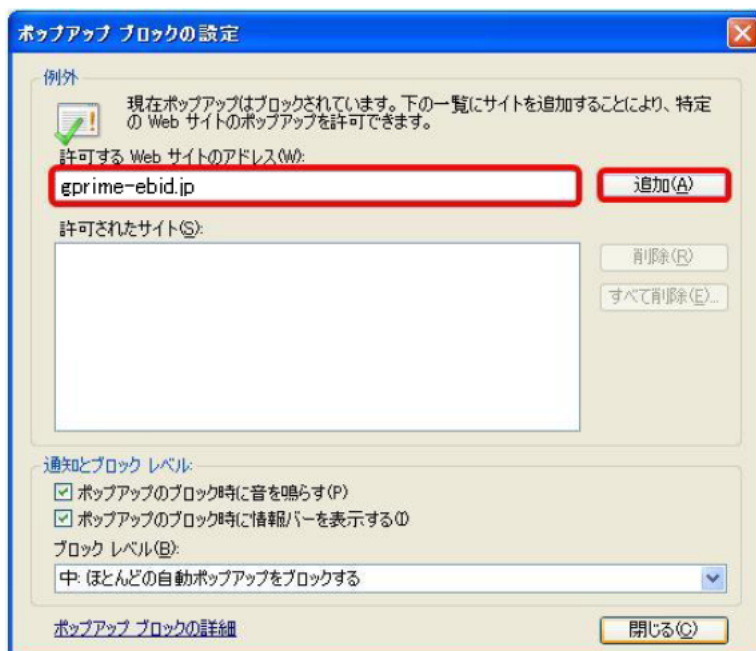 ポップアップ ブロックの設定
例外
現在ポップアップはブロックされています。下の一覧にサイトを追加することにより、特定
の Web サイトのポップアップを許可できます。
許可する Web サイトのアドレス(W):
gprime-ebid.jp
追加(A)
許可されたサイト(S):
削除(R)
すべて削除(E)...
通知とブロック レベル:
ポップアップのブロック時に音を鳴らす(P)
ポップアップのブロック時に情報バーを表示する(I)
ブロック レベル(B):
中: ほとんどの自動ポップアップをブロックする
ポップアップ ブロックの詳細
閉じる(C)